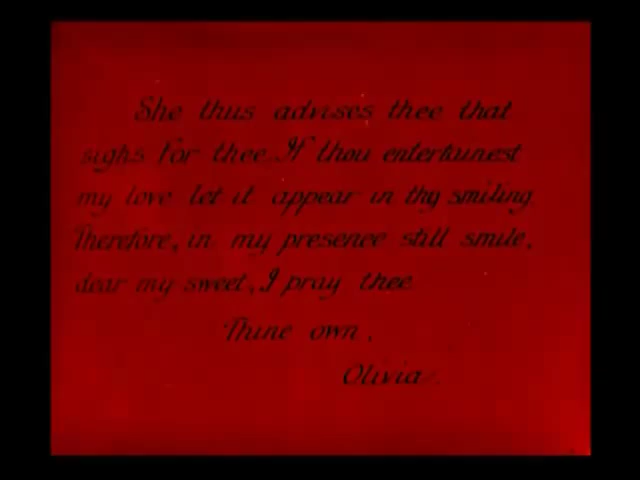 She thus advises thee that
sighs for thee. If thou entertainest
my love let it appear in thy smiling
Therefore, in my presence still smile,
dear my sweet, I pray thee
Thine own,
Olivia.